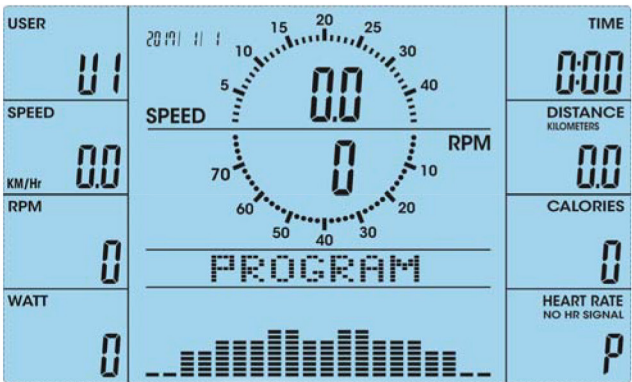 USER
U1
SPEED
KM/Hr 0.0
RPM
0
WATT
0
2017| 1| 1
5 10 15 20 25 30 40
0.0
SPEED
RPM
0
70 60 50 40 30 20 10
PROGRAM
TIME
0:00
DISTANCE
KILOMETERS
0.0
CALORIES
0
HEART RATE
NO HR SIGNAL
P